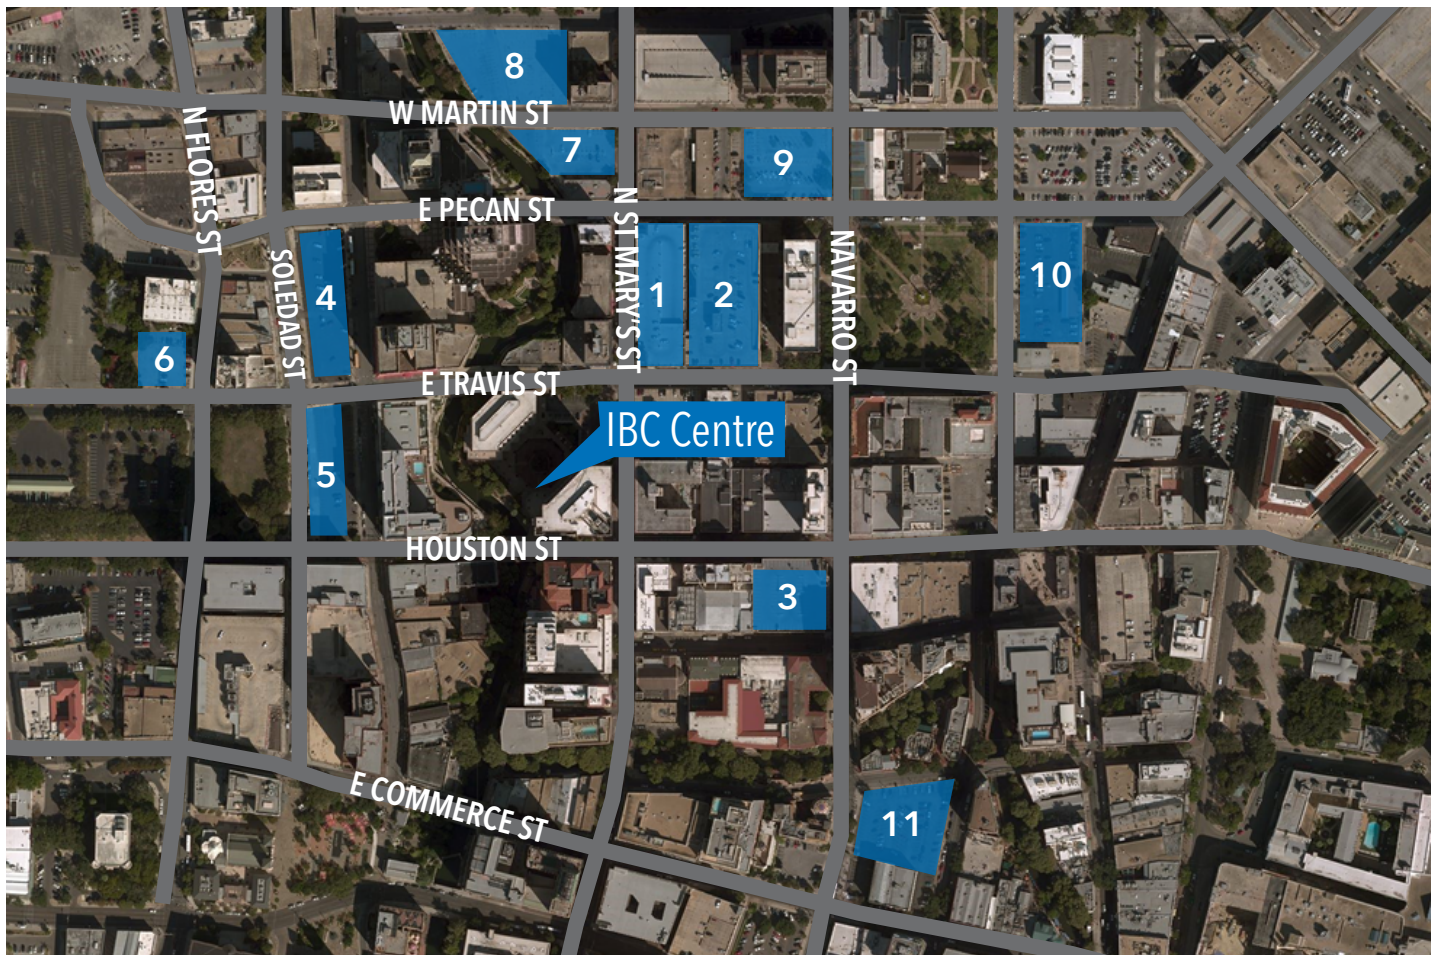 8
W MARTIN ST
7
9
N FLORES ST
E PECAN ST
N ST MARY'S ST
SOLEDAD ST
NAVARRO ST
4
1
2
10
6
E TRAVIS ST
IBC Centre
5
HOUSTON ST
3
E COMMERCE ST
11